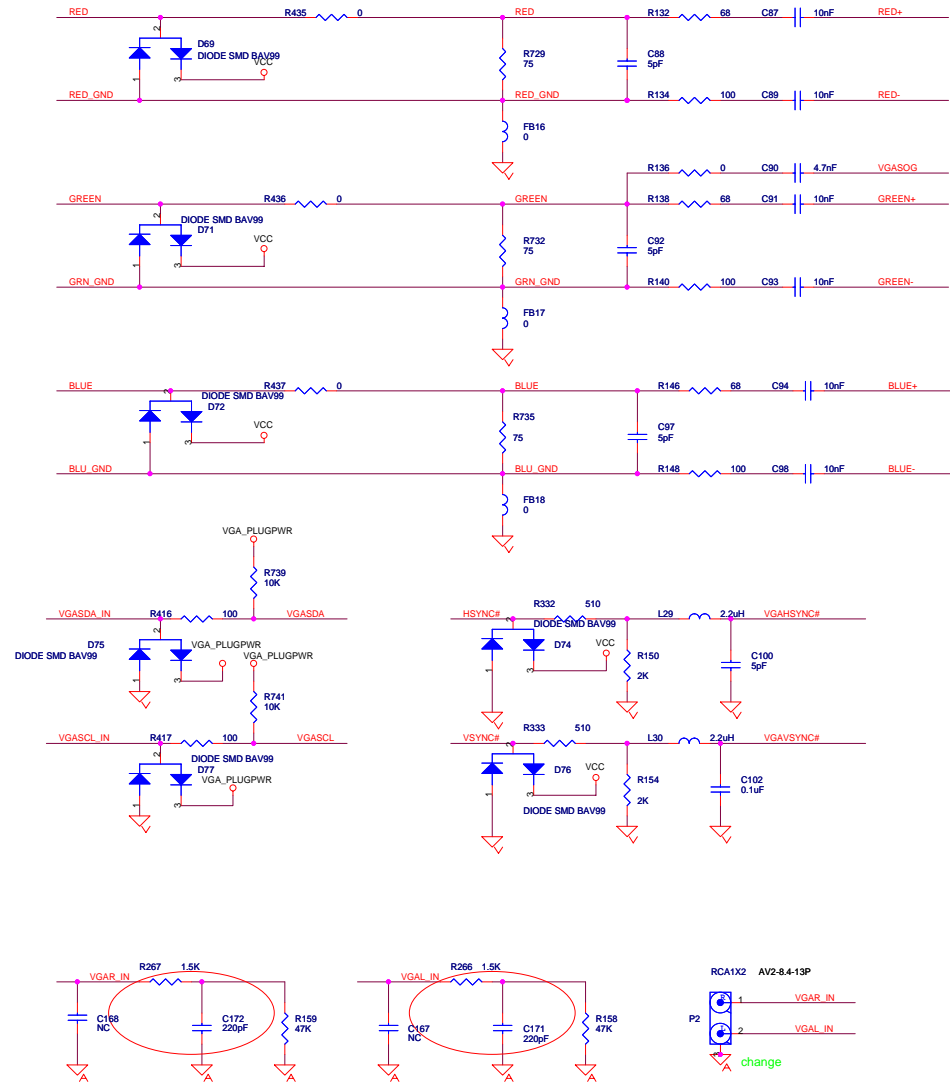 RED R435 0 RED R132 68 C87 10nF RED+
2 D69
DIODE SMD BAV99
VCC
R729
75
C88
5pF
1 3
RED_GND RED_GND R134 100 C89 10nF RED-
FB16
0
R136 0 C90 4.7nF VGASOG
GREEN R436 0 GREEN R138 68 C91 10nF GREEN+
2 DIODE SMD BAV99
D71
VCC
R732
75
C92
5pF
1 3
GRN_GND GRN_GND R140 100 C93 10nF GREEN-
FB17
0
BLUE R437 0 BLUE R146 68 C94 10nF BLUE+
2 DIODE SMD BAV99
D72
VCC
R735
75
C97
5pF
1 3
BLU_GND BLU_GND R148 100 C98 10nF BLUE-
FB18
0
VGA_PLUGPWR
R739
10K
VGASDA_IN R416 100 VGASDA
2
D75
DIODE SMD BAV99
VGA_PLUGPWR
VGA_PLUGPWR
1 3
R741
10K
HSYNC# R332 510 L29 2.2uH VGAHSYNC#
2 DIODE SMD BAV99
D74
VCC
1 3
R150
2K
C100
5pF
VGASCL_IN R417 100 VGASCL
2 DIODE SMD BAV99
D77
VGA_PLUGPWR
1 3
VSYNC# R333 510 L30 2.2uH VGAVSYNC#
2
D76
VCC
1 3
DIODE SMD BAV99
R154
2K
C102
0.1uF
VGAR_IN R267 1.5K
C168
NC
C172
220pF
R159
47K
A A A
VGAL_IN R266 1.5K
C167
NC
C171
220pF
R158
47K
A A A
RCA1X2 AV2-8.4-13P
R 1 VGAR_IN
P2
2 VGAL_IN
3
A
change